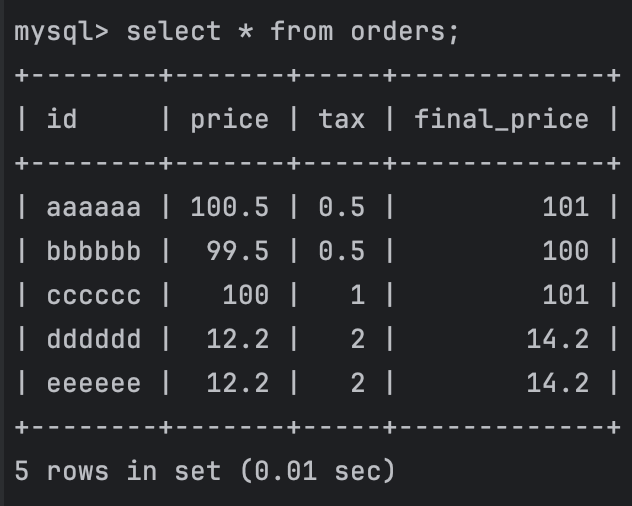 mysql> select * from orders;
+--------+-------+-----+-------------+
| id     | price | tax | final_price |
+--------+-------+-----+-------------+
| aaaaaa | 100.5 | 0.5 |         101 |
| bbbbbb |  99.5 | 0.5 |         100 |
| cccccc |   100 |   1 |         101 |
| dddddd |  12.2 |   2 |        14.2 |
| eeeeee |  12.2 |   2 |        14.2 |
+--------+-------+-----+-------------+
5 rows in set (0.01 sec)